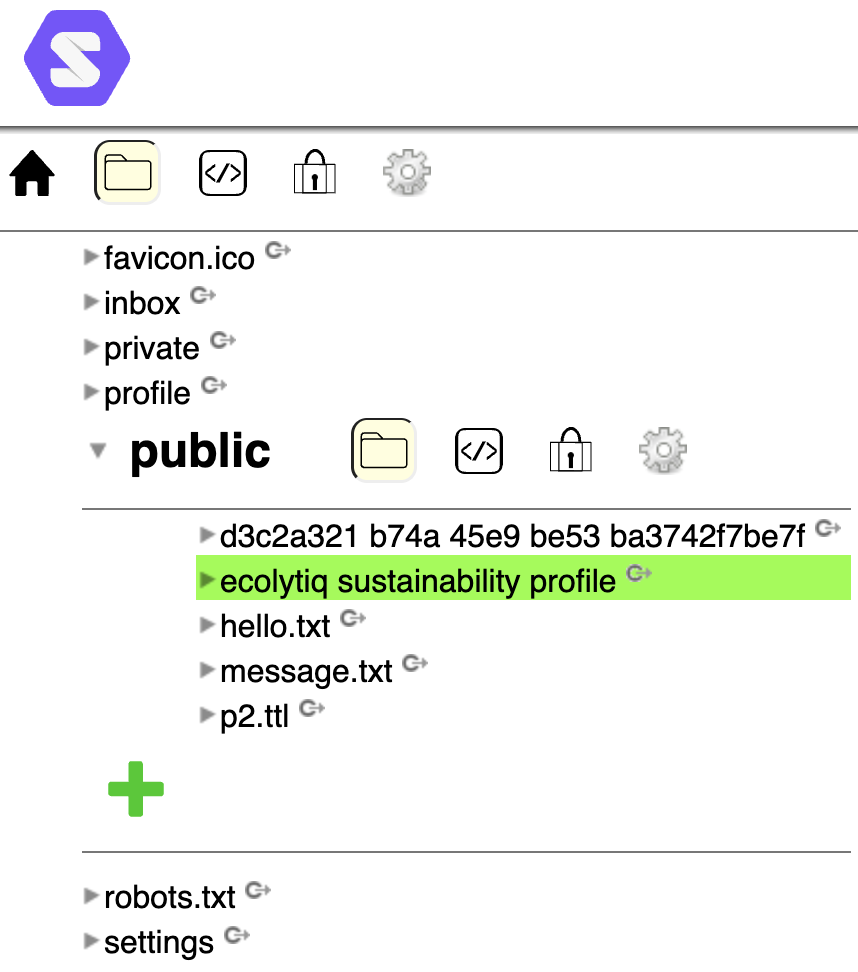 S
</>
favicon.ico
inbox
private
profile
public </>
d3c2a321 b74a 45e9 be53 ba3742f7be7f
ecolytiq sustainability profile
hello.txt
message.txt
p2.ttl
robots.txt
settings